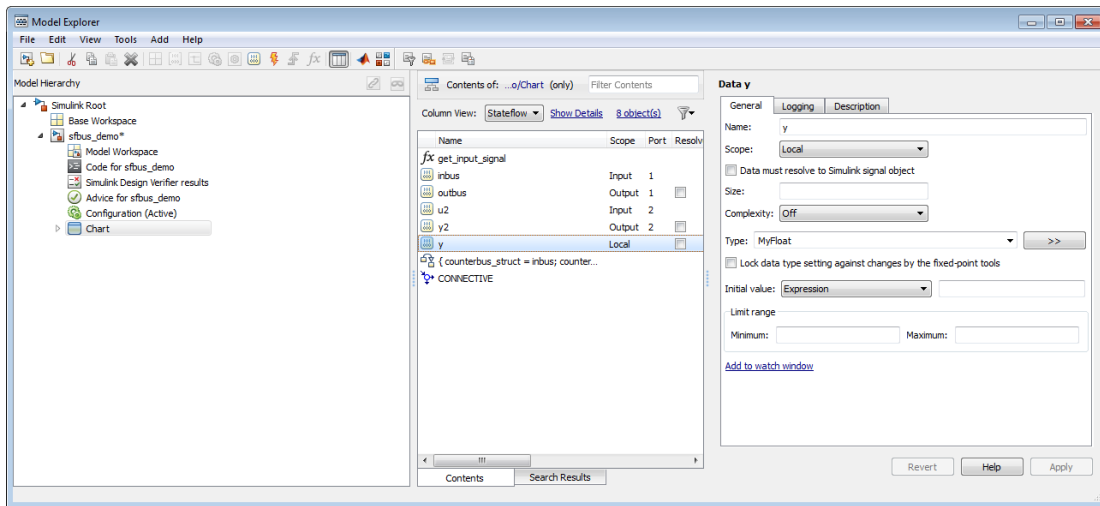 Model Explorer
File Edit View Tools Add Help
fx
Model Hierarchy
Simulink Root
Base Workspace
sfbus_demo*
Model Workspace
Code for sfbus_demo
Simulink Design Verifier results
Advice for sfbus_demo
Configuration (Active)
Chart
Contents of: ...o/Chart (only) Filter Contents
Column View: Stateflow Show Details 8 object(s)
Name Scope Port Resolv
fx get_input_signal
inbus Input 1
outbus Output 1
u2 Input 2
y2 Output 2
y Local
{ counterbus_struct = inbus; counter...
CONNECTIVE
Contents Search Results
Data y
General Logging Description
Name: y
Scope: Local
Data must resolve to Simulink signal object
Size:
Complexity: Off
Type: MyFloat >>
Lock data type setting against changes by the fixed-point tools
Initial value: Expression
Limit range
Minimum: Maximum:
Add to watch window
Revert Help Apply